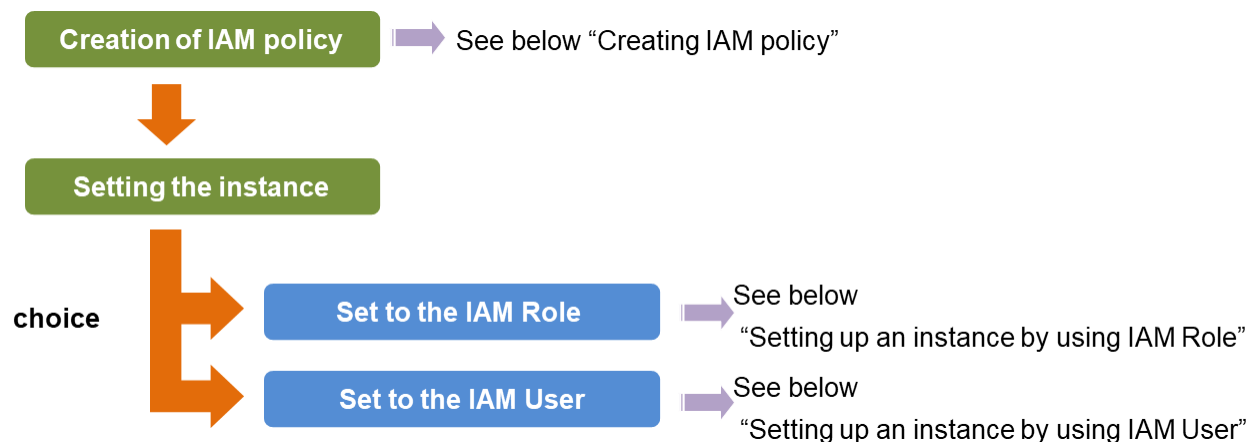 Creation of IAM policy
See below “Creating IAM policy”
Setting the instance
choice
Set to the IAM Role
See below
“Setting up an instance by using IAM Role”
Set to the IAM User
See below
“Setting up an instance by using IAM User”